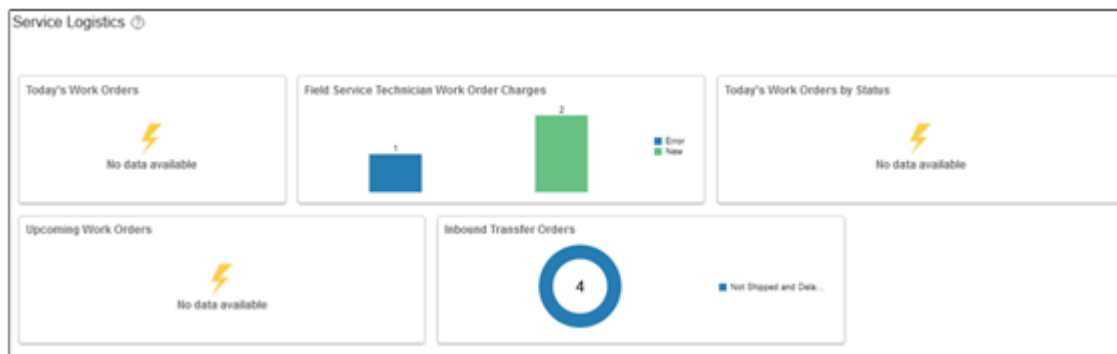 Service Logistics
Today's Work Orders
No data available
Field Service Technician Work Order Charges
1
2
Error
New
Today's Work Orders by Status
No data available
Upcoming Work Orders
No data available
Inbound Transfer Orders
4
Not Shipped and Dela...